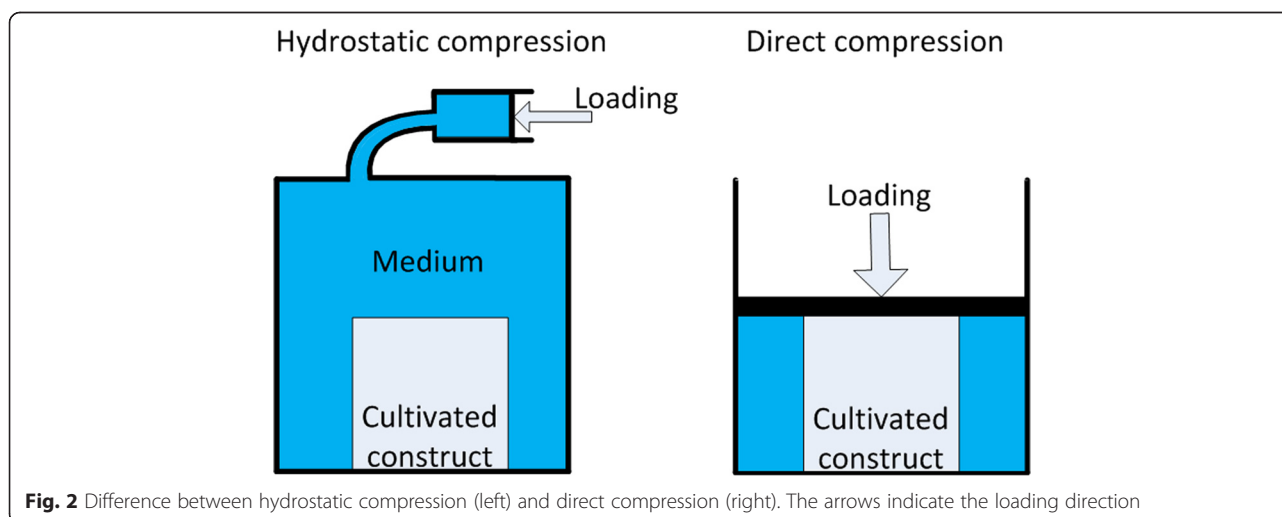 Hydrostatic compression
Direct compression
Loading
Loading
Medium
Cultivated
construct
Cultivated
construct
Fig. 2 Difference between hydrostatic compression (left) and direct compression (right). The arrows indicate the loading direction